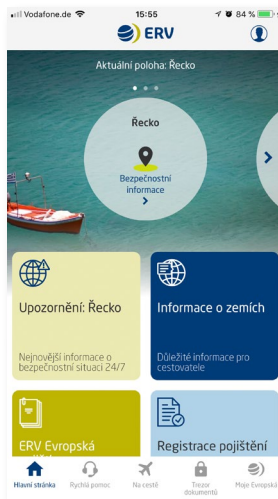 Vodafone.de 15:55 84 %
ERV
Aktuální poloha: Řecko
Řecko
Bezpečnostní
informace
Upozornění: Řecko
Nejnovější informace o
bezpečnostní situaci 24/7
Informace o zemích
Důležité informace pro
cestovatele
ERV Evropská
Registrace pojištění
Hlavní stránka
Rychlá pomoc
Na cestě
Trezor
dokumentů
Moje Evropská